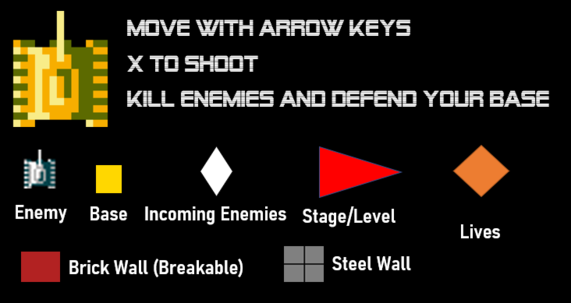 MOVE WITH ARROW KEYS
X TO SHOOT
KILL ENEMIES AND DEFEND YOUR BASE
Enemy
Base
Incoming Enemies
Stage/Level
Lives
Brick Wall (Breakable)
Steel Wall